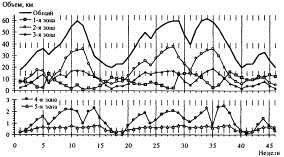 Объем, км
60
50
40
30
20
10
0
Общий
1-я зона
2-я зона
3-я зона
3
2
1
0
4-я зона
5-я зона
0 5 10 15 20 25 30 35 40 45
Недели